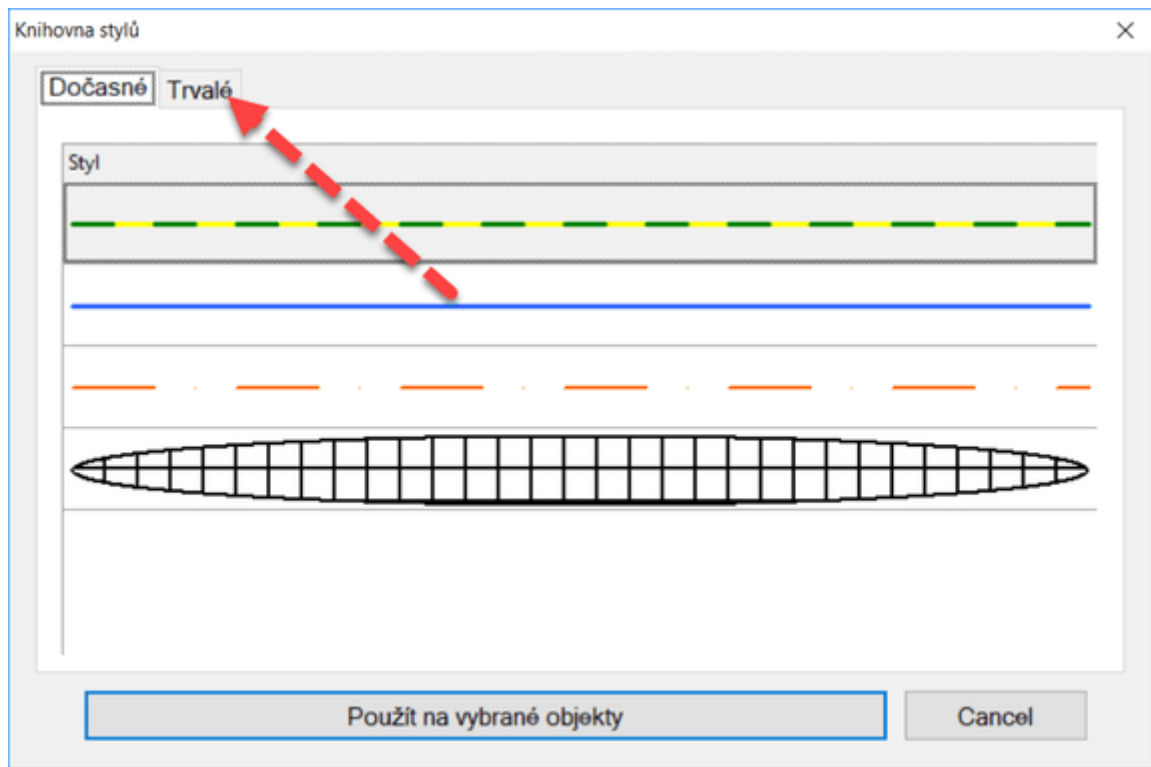 Knihovna stylů
Dočasné Trvalé
Styl
Použít na vybrané objekty Cancel